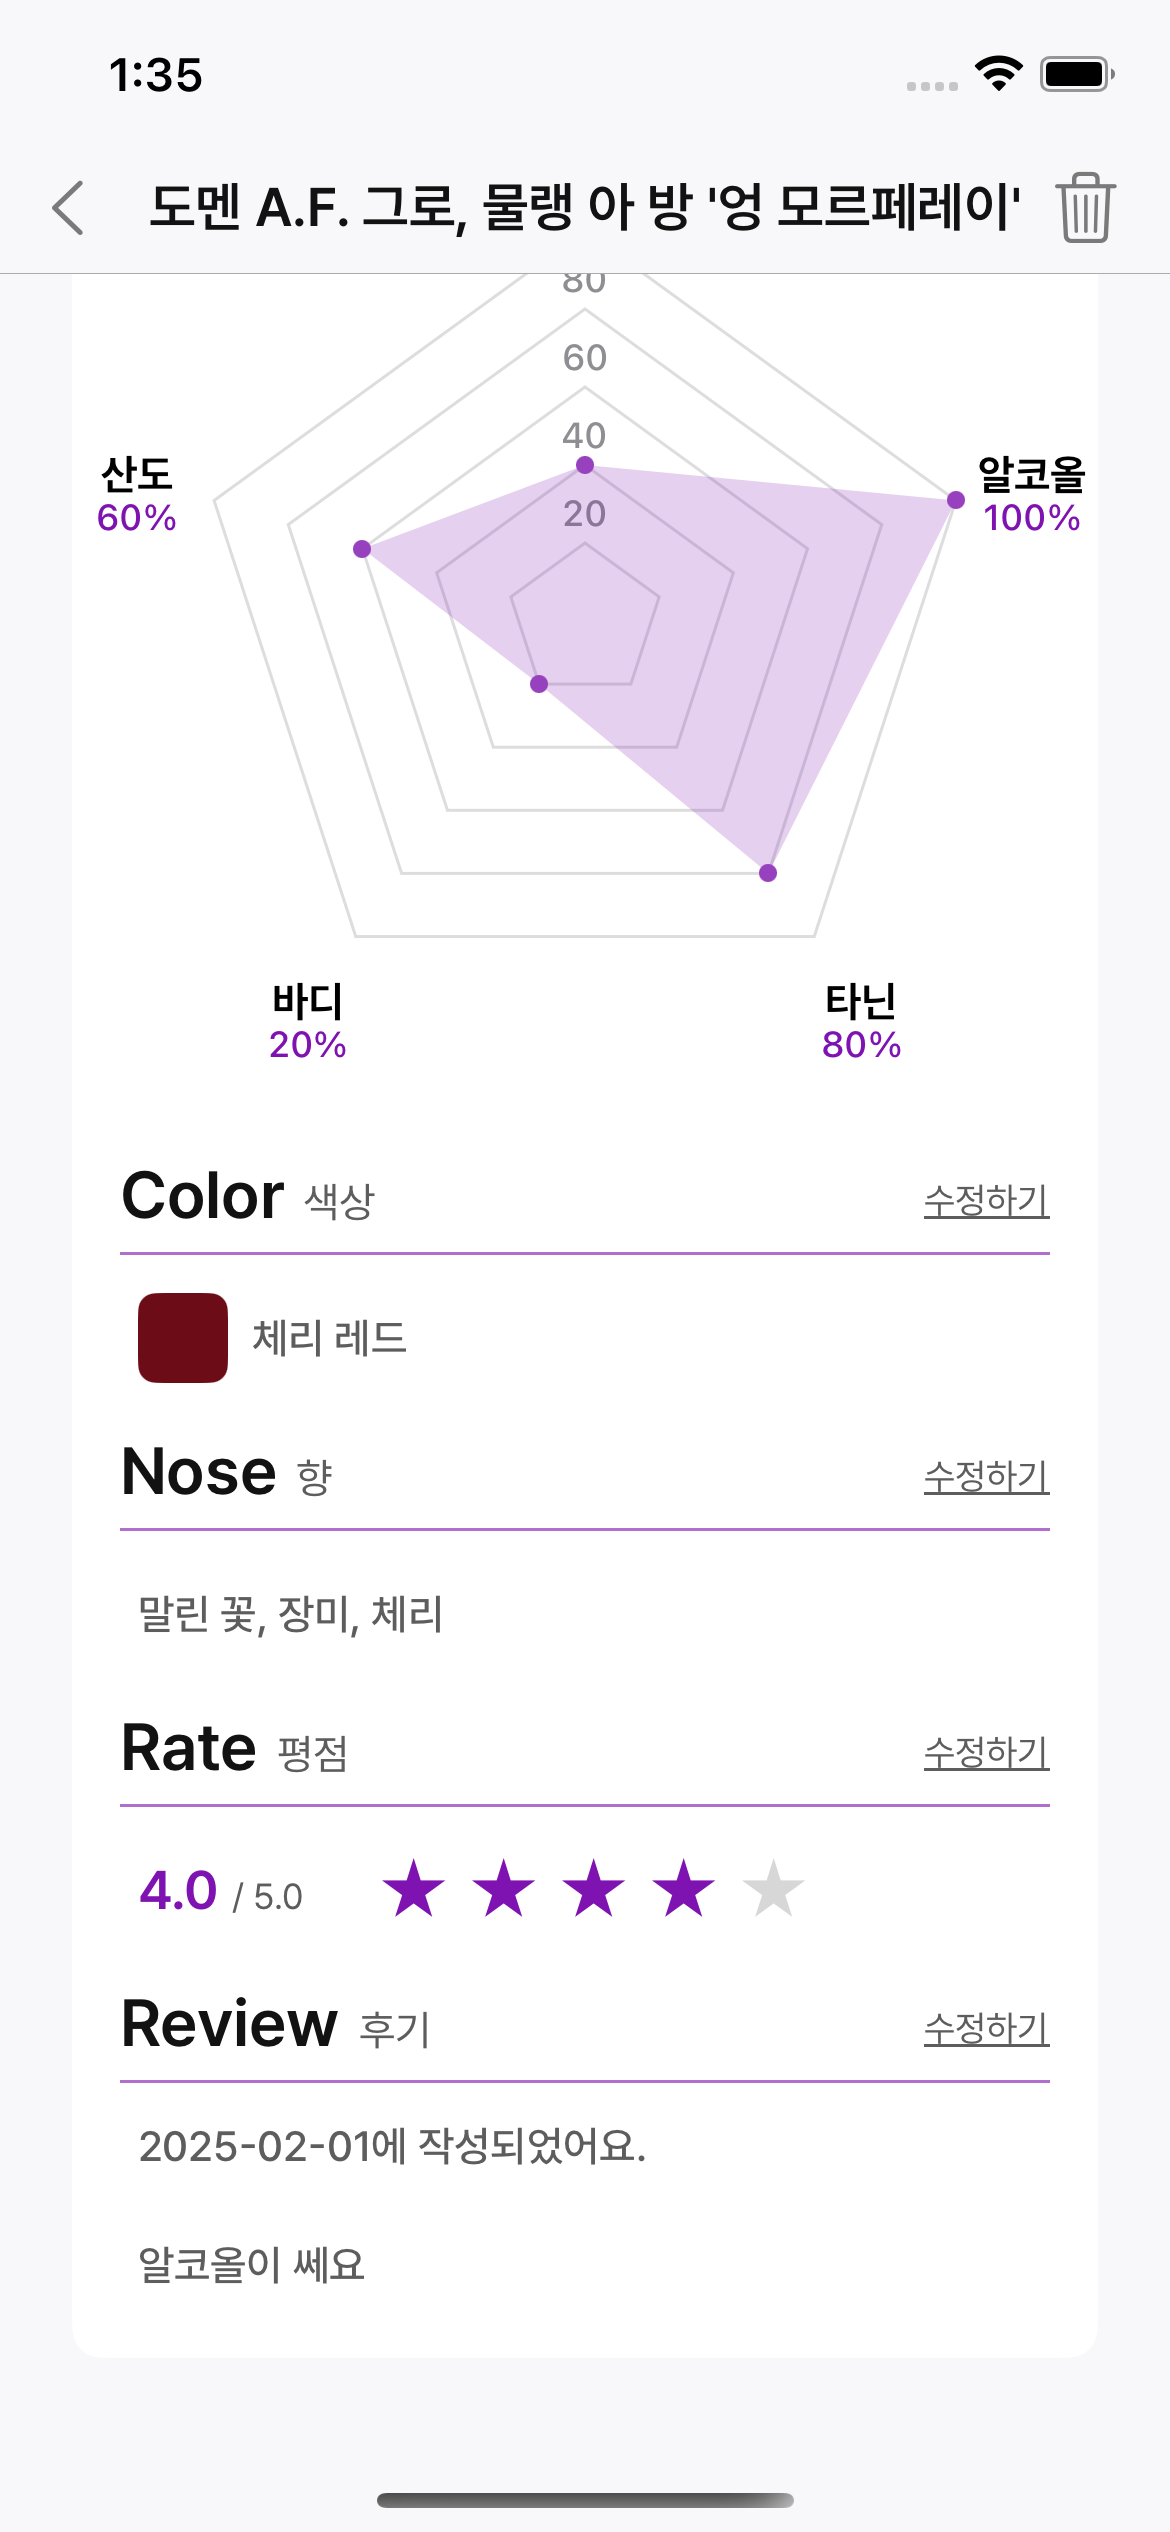 1:35
도멘 A.F. 그로, 물랭 아 방 '엉 모르페레이'
80
60
40
20
산도
60%
알코올
100%
바디
20%
타닌
80%
Color 색상 수정하기
체리 레드
Nose 향 수정하기
말린 꽃, 장미, 체리
Rate 평점 수정하기
4.0 / 5.0
Review 후기 수정하기
2025-02-01에 작성되었어요.
알코올이 쎄요